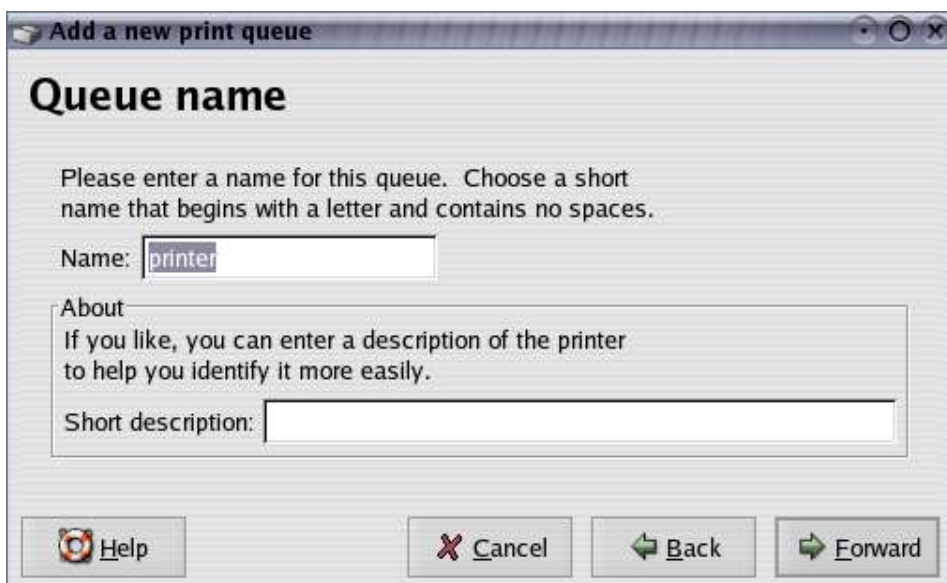 Add a new print queue
Queue name
Please enter a name for this queue.  Choose a short
name that begins with a letter and contains no spaces.
Name: printer
About
If you like, you can enter a description of the printer
to help you identify it more easily.
Short description:
Help Cancel Back Forward